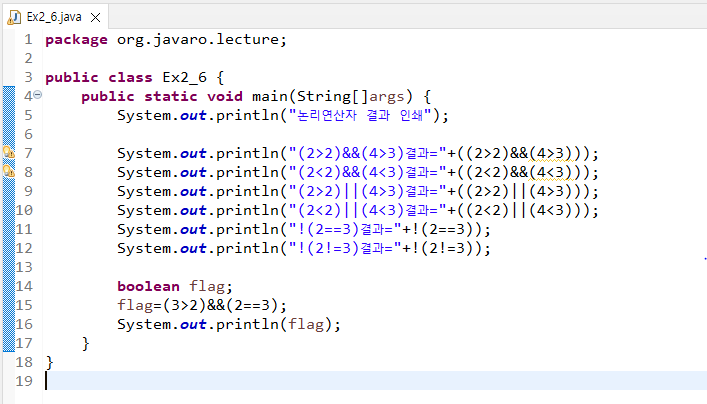 Ex2_6.java
1 package org.javaro.lecture;
2
3 public class Ex2_6 {
4     public static void main(String[]args) {
5         System.out.println("논리연산자 결과 인쇄");
6
7         System.out.println("(2>2)&&(4>3)결과="+((2>2)&&(4>3)));
8         System.out.println("(2<2)&&(4<3)결과="+((2<2)&&(4<3)));
9         System.out.println("(2>2)||(4>3)결과="+((2>2)||(4>3)));
10         System.out.println("(2<2)||(4<3)결과="+((2<2)||(4<3)));
11         System.out.println("!(2==3)결과="+!(2==3));
12         System.out.println("!(2!=3)결과="+!(2!=3));
13
14         boolean flag;
15         flag=(3>2)&&(2==3);
16         System.out.println(flag);
17     }
18 }
19